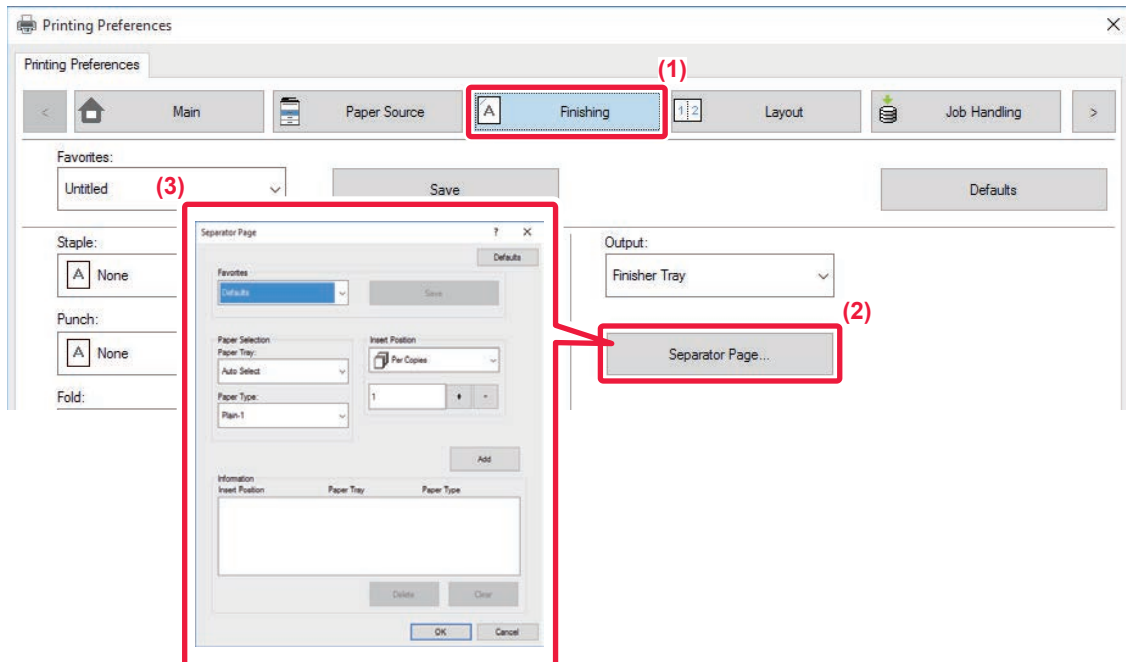 Printing Preferences
Printing Preferences
(1)
< Main Paper Source A Finishing 1 2 Layout Job Handling >
Favorites:
Untitled Save Defaults
(3)
Separator Page ? ×
Defaults
Favorites
Defaults Save
Paper Selection
Paper Tray:
Auto Select
Paper Type:
Plain-1
Insert Position
Per Copies
1 + -
Add
Information
Insert Position Paper Tray Paper Type
Delete Clear
OK Cancel
Staple:
A None
Punch:
A None
Fold:
Output:
Finisher Tray
(2)
Separator Page...